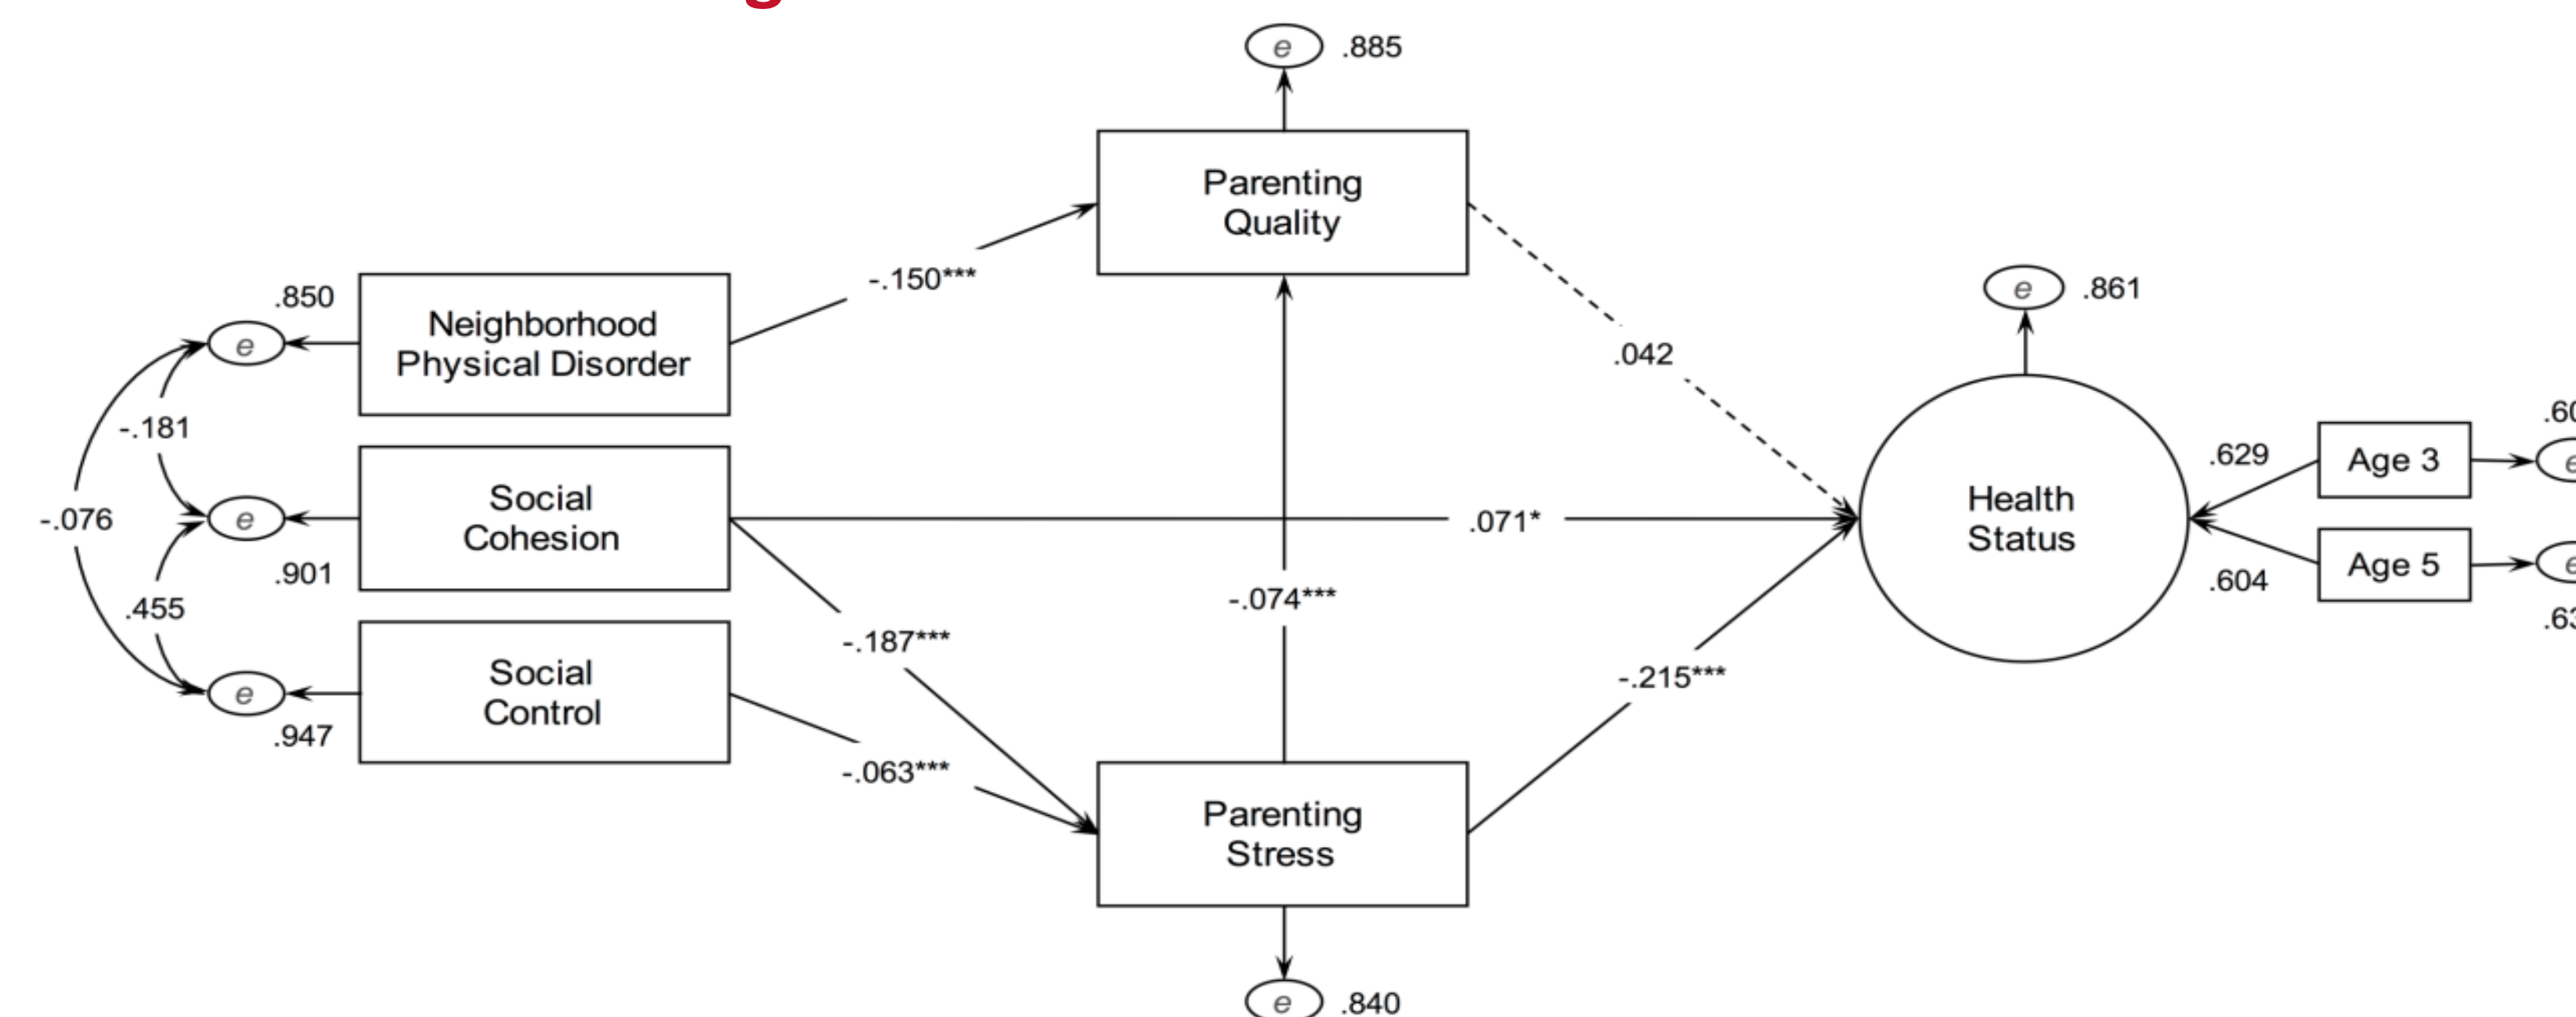 e .885
Parenting
Quality
-.150***
.850
e
Neighborhood
Physical Disorder
e .861
.042
-.181
.629
Age 3
e
Social
Cohesion
-.076
.071*
Health
Status
.901
Age 5
.604
.455
-.074***
-.187***
-.215***
e
Social
Control
.947
-.063***
Parenting
Stress
e .840